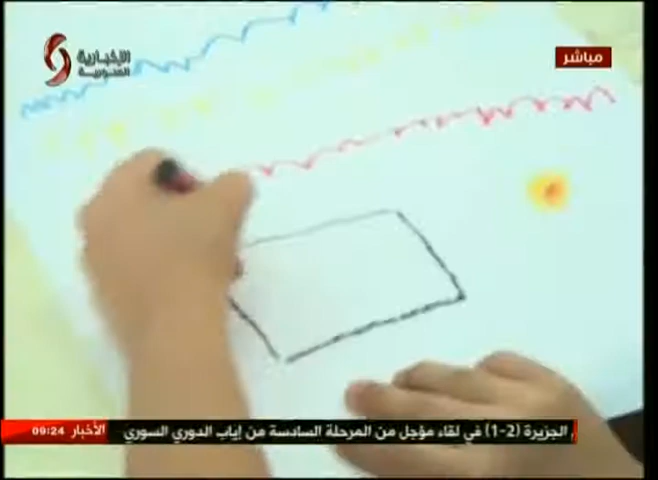 الإخبارية
السورية
مباشر
الجزيرة (2-1) في لقاء مؤجل من المرحلة السادسة من إياب الدوري السوري
الأخبار 09:24